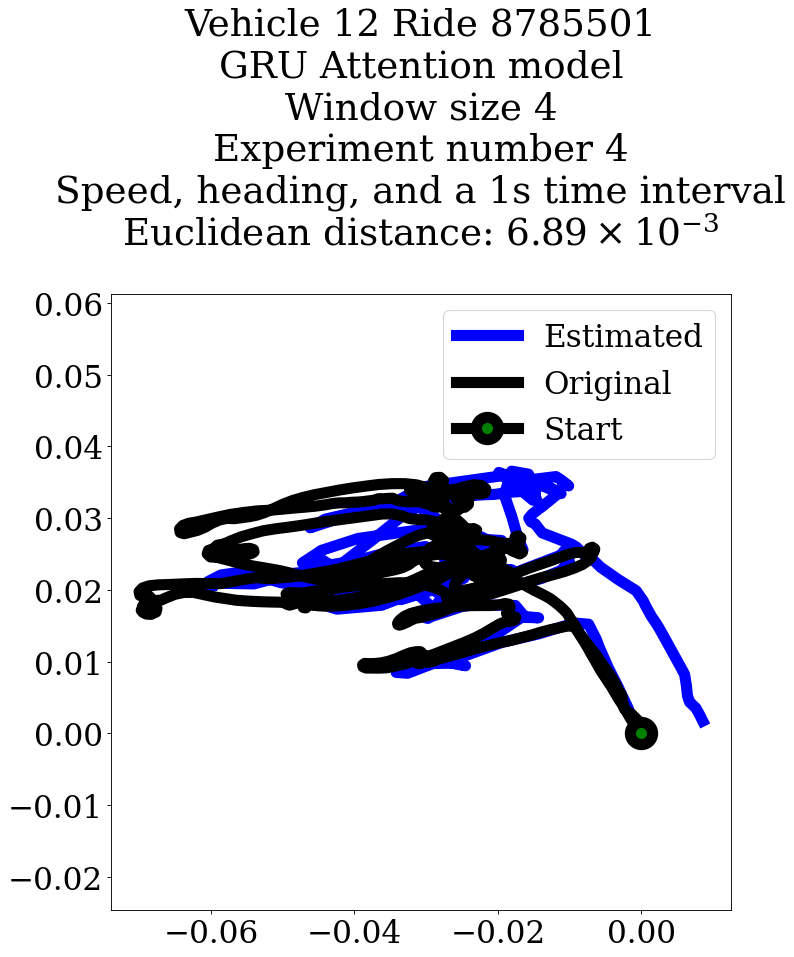 Vehicle 12 Ride 8785501
GRU Attention model
Window size 4
Experiment number 4
Speed, heading, and a 1s time interval
Euclidean distance: 6.89 × 10⁻³
0.06
0.05
0.04
0.03
0.02
0.01
0.00
−0.01
−0.02
Estimated
Original
Start
−0.06
−0.04
−0.02
0.00